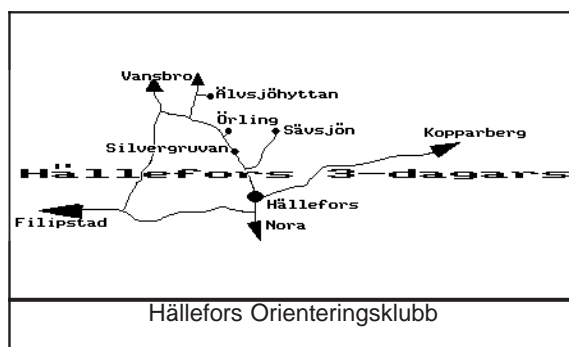 Vansbro
Älvsjöhyttan
Örling
Sävsjön
Silvergruvan
Kopparberg
Hällefors 3-dagars
Hällefors
Filipstad
Nora
Hällefors Orienteringsklubb